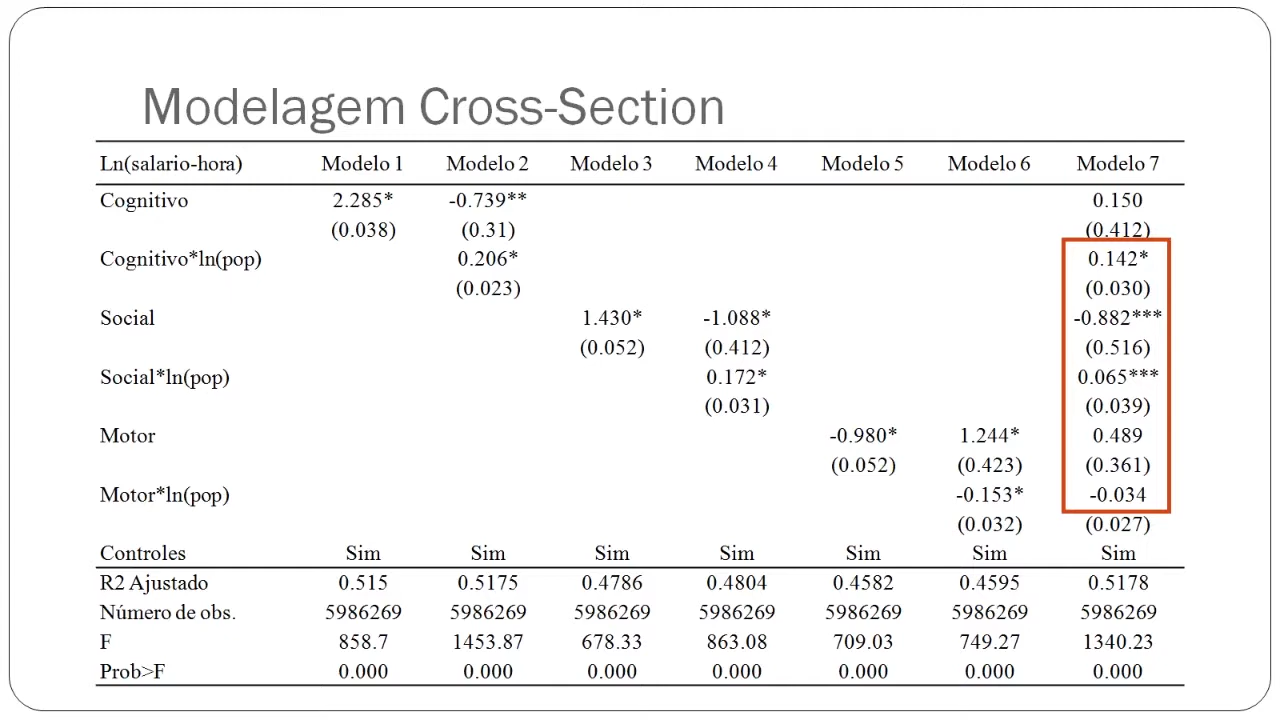 Modelagem Cross-Section
Ln(salario-hora) Modelo 1 Modelo 2 Modelo 3 Modelo 4 Modelo 5 Modelo 6 Modelo 7
Cognitivo 2.285* -0.739** 0.150
(0.038) (0.31) (0.412)
Cognitivo*ln(pop) 0.206* 0.142*
(0.023) (0.030)
Social 1.430* -1.088* -0.882***
(0.052) (0.412) (0.516)
Social*ln(pop) 0.172* 0.065***
(0.031) (0.039)
Motor -0.980* 1.244* 0.489
(0.052) (0.423) (0.361)
Motor*ln(pop) -0.153* -0.034
(0.032) (0.027)
Controles Sim Sim Sim Sim Sim Sim Sim
R2 Ajustado 0.515 0.5175 0.4786 0.4804 0.4582 0.4595 0.5178
Número de obs. 5986269 5986269 5986269 5986269 5986269 5986269 5986269
F 858.7 1453.87 678.33 863.08 709.03 749.27 1340.23
Prob>F 0.000 0.000 0.000 0.000 0.000 0.000 0.000